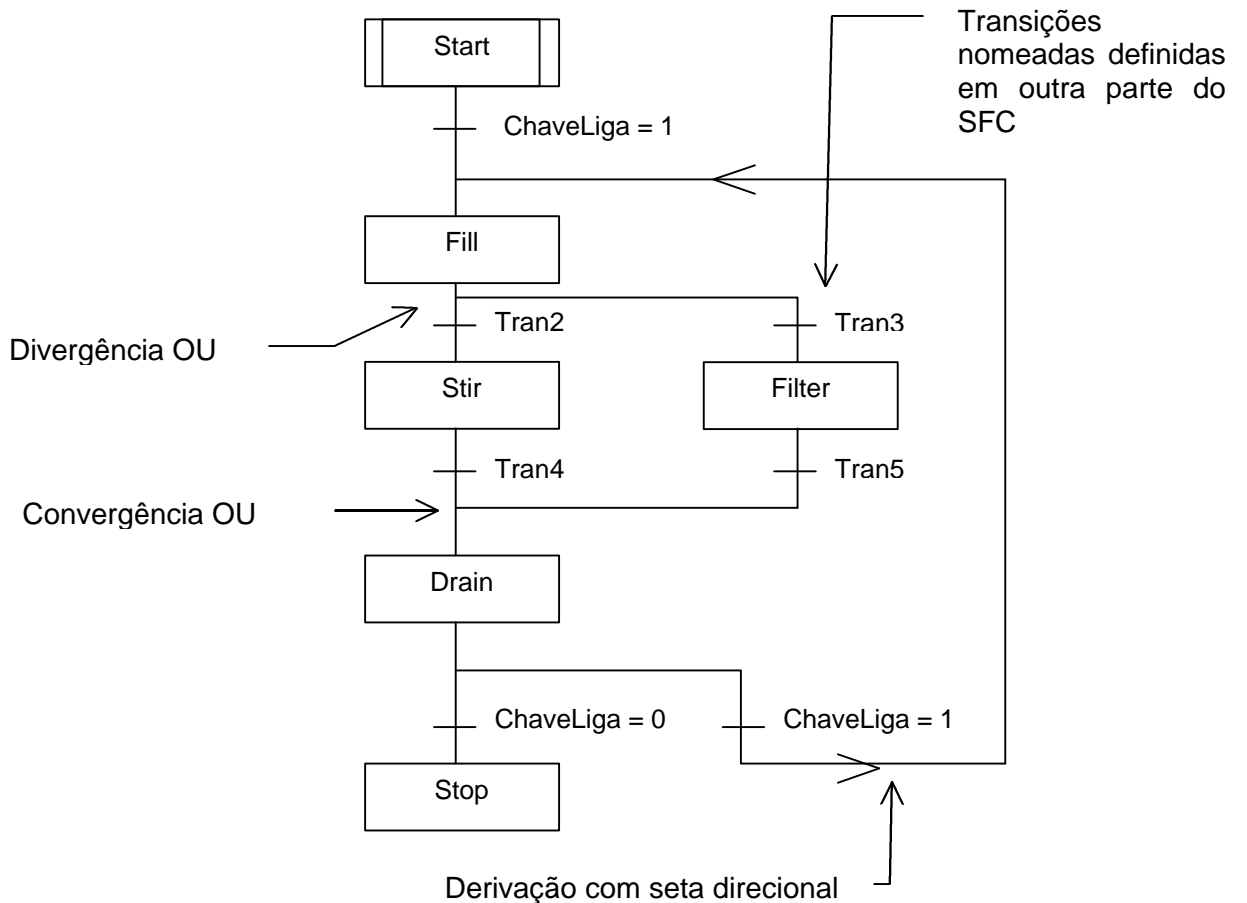 Start
Transições
nomeadas definidas
em outra parte do
SFC
ChaveLiga = 1
Fill
Divergência OU
Tran2
Tran3
Stir
Filter
Tran4
Tran5
Convergência OU
Drain
ChaveLiga = 0
ChaveLiga = 1
Stop
Derivação com seta direcional